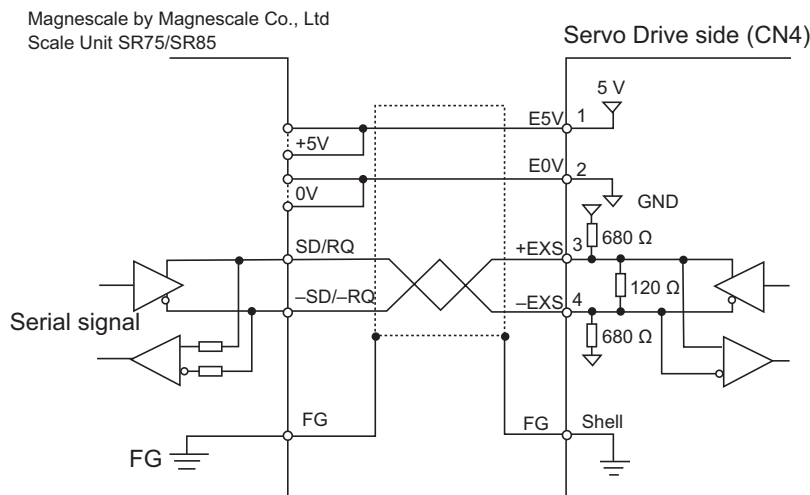 Magnescale by Magnescale Co., Ltd
Scale Unit SR75/SR85
Servo Drive side (CN4)
5 V
E5V
1
+5V
E0V
2
0V
GND
SD/RQ
+EXS
3
680 Ω
120 Ω
–SD/–RQ
–EXS
4
680 Ω
Serial signal
FG
FG
Shell
FG